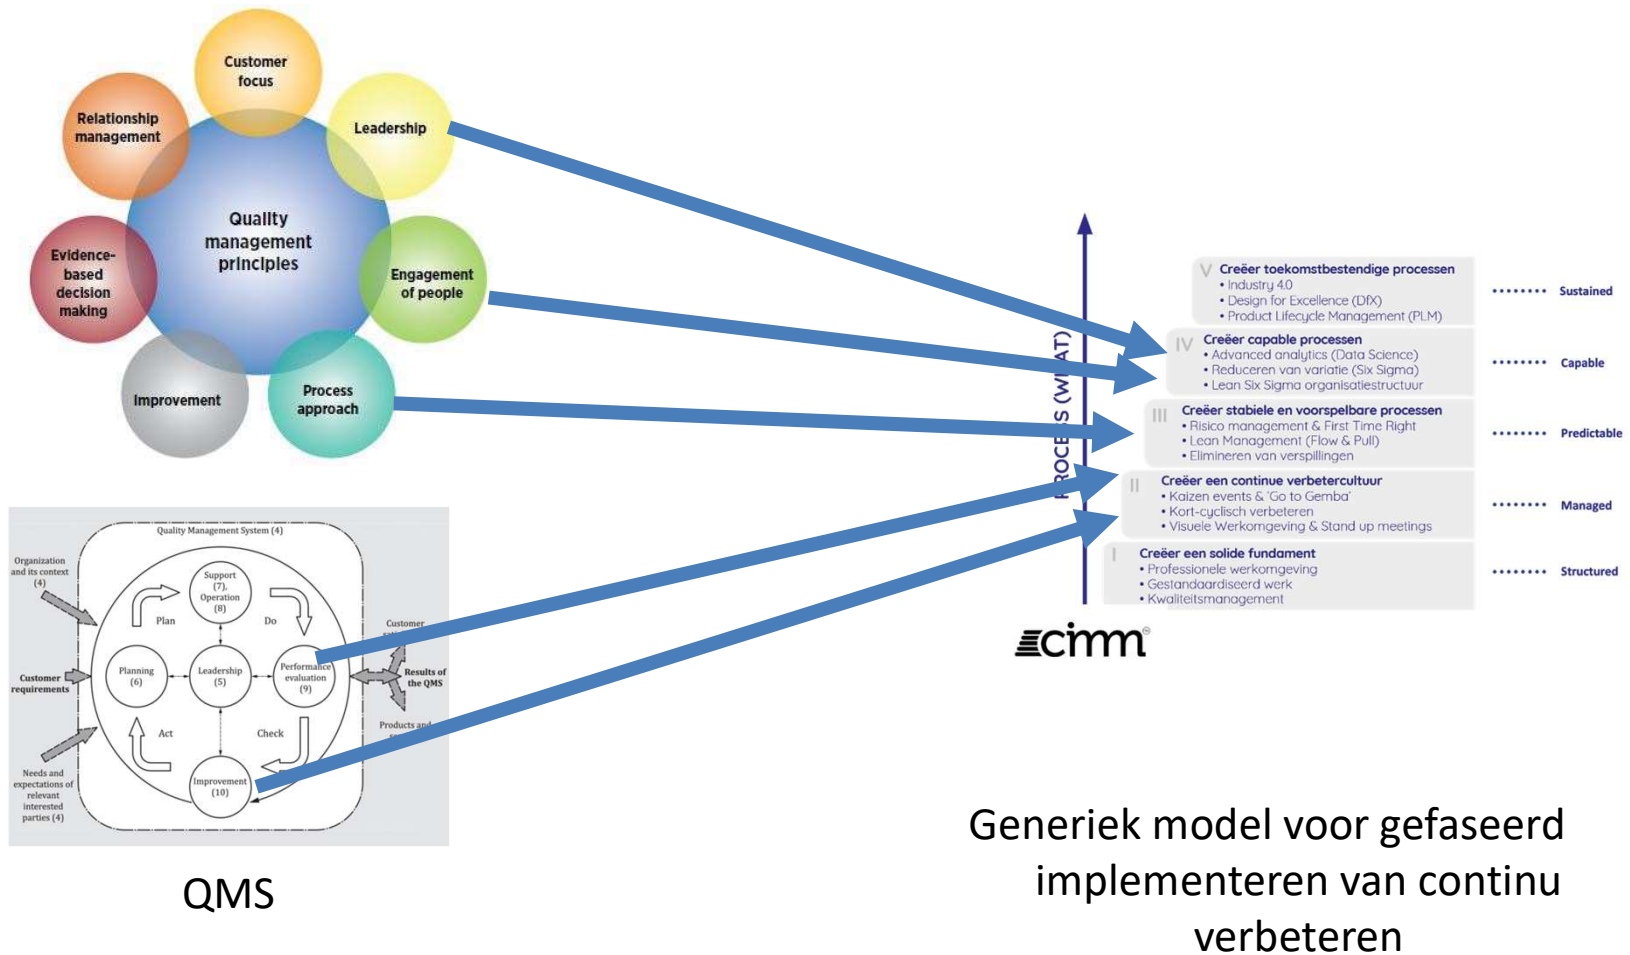 Customer
focus
Leadership
Relationship
management
Quality
management
principles
Evidence-
based
decision
making
Engagement
of people
Improvement
Process
approach
Quality Management System (4)
Organization
and its context
(4)
Support
(7),
Operation
(8)
Plan
Do
Customer
Planning
(6)
Leadership
(5)
Performance
evaluation
(9)
Customer
requirements
Results of
the QMS
Act
Check
Products and
Needs and
expectations of
relevant
interested
parties (4)
Improvement
(10)
QMS
PROCESS (WHAT)
V Creëer toekomstbestendige processen
• Industry 4.0
• Design for Excellence (DfX)
• Product Lifecycle Management (PLM)
Sustained
IV Creëer capable processen
• Advanced analytics (Data Science)
• Reduceren van variatie (Six Sigma)
• Lean Six Sigma organisatiestructuur
Capable
III Creëer stabiele en voorspelbare processen
• Risico management & First Time Right
• Lean Management (Flow & Pull)
• Elimineren van verspillingen
Predictable
II Creëer een continue verbetercultuur
• Kaizen events & 'Go to Gemba'
• Kort-cyclisch verbeteren
• Visuele Werkomgeving & Stand up meetings
Managed
I Creëer een solide fundament
• Professionele werkomgeving
• Gestandaardiseerd werk
• Kwaliteitsmanagement
Structured
cimm
Generiek model voor gefaseerd
implementeren van continu
verbeteren